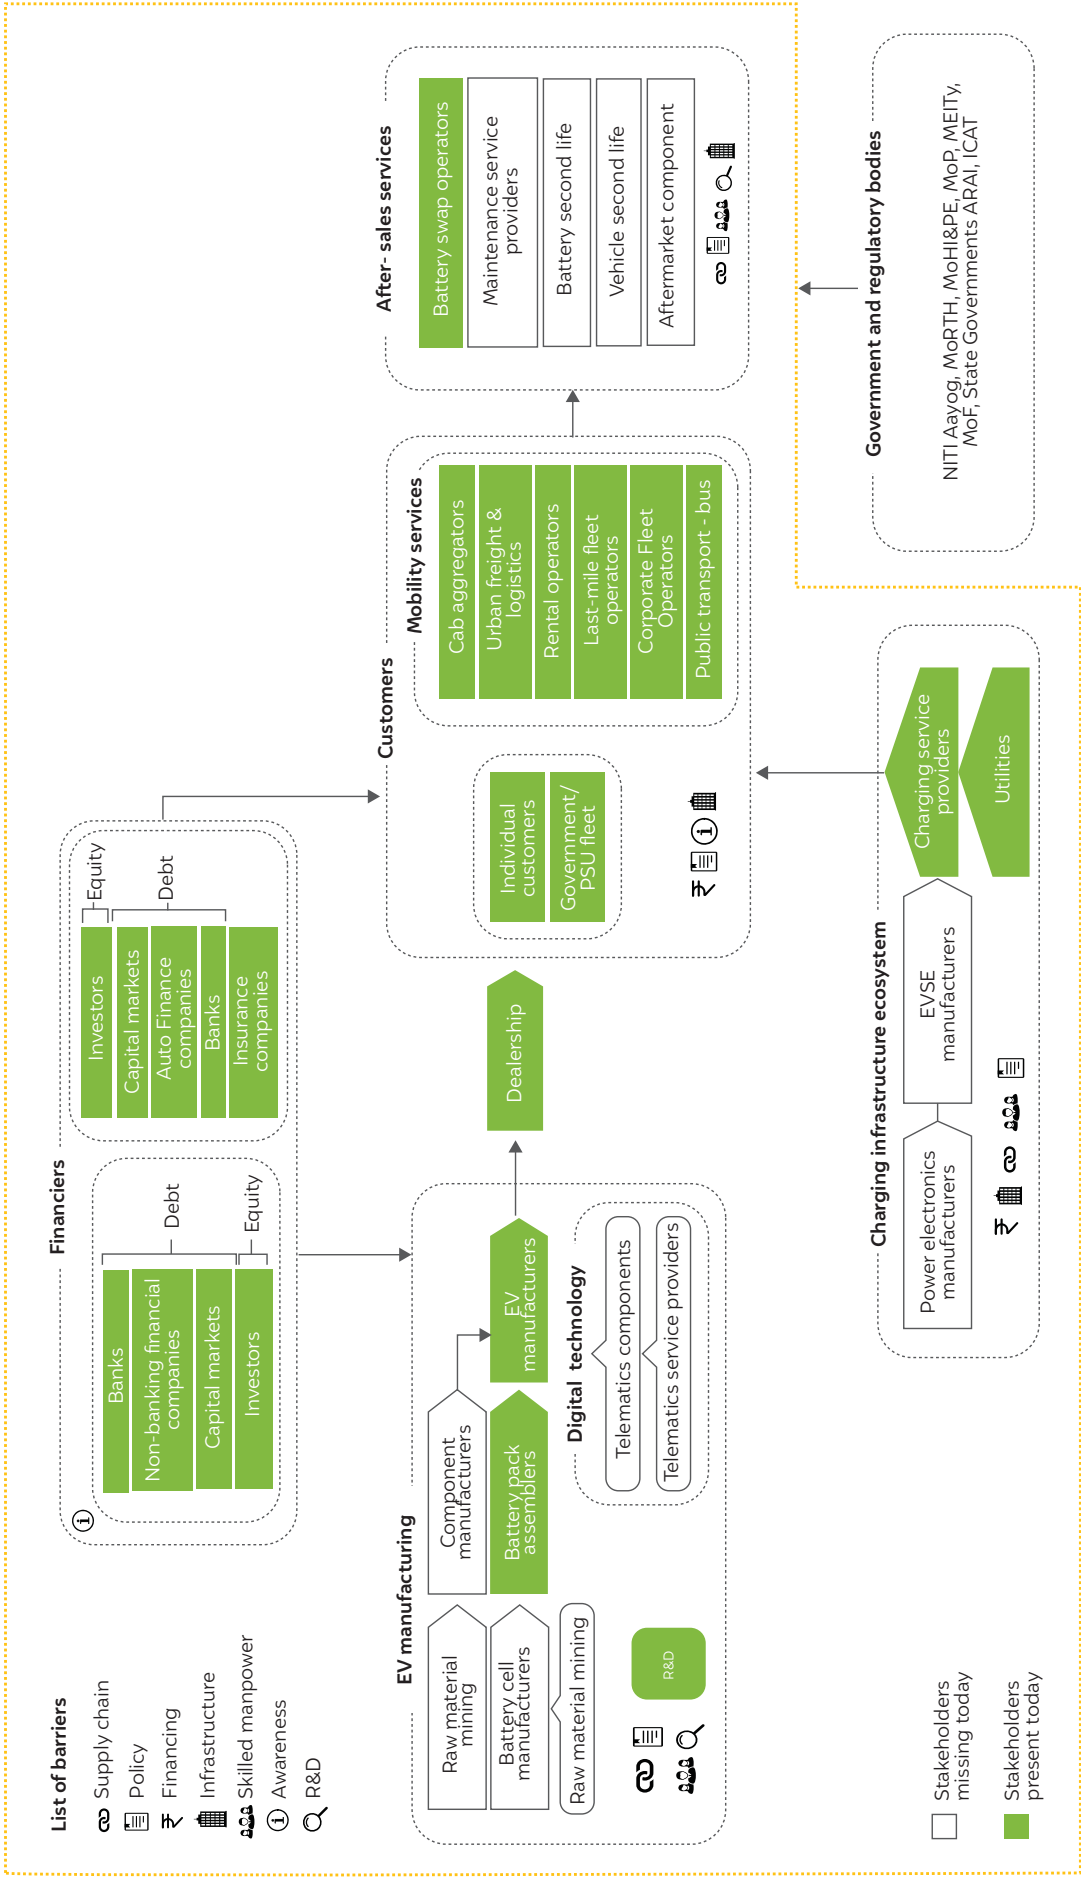 List of barriers
Supply chain
Policy
Financing
Infrastructure
Skilled manpower
Awareness
R&D
Financiers
Banks
Non-banking financial
companies
Capital markets
Investors
Debt
Equity
Investors
Capital markets
Auto Finance
companies
Banks
Insurance
companies
Equity
Debt
EV manufacturing
Raw material
mining
Component
manufacturers
Battery cell
manufacturers
Battery pack
assemblers
EV
manufacturers
Raw material mining
R&D
Digital technology
Telematics components
Telematics service providers
Dealership
Customers
Individual
customers
Government/
PSU fleet
Mobility services
Cab aggregators
Urban freight &
logistics
Rental operators
Last-mile fleet
operators
Corporate Fleet
Operators
Public transport - bus
After- sales services
Battery swap operators
Maintenance service
providers
Battery second life
Vehicle second life
Aftermarket component
Charging infrastructure ecosystem
Power electronics
manufacturers
EVSE
manufacturers
Charging service
providers
Utilities
Government and regulatory bodies
NITI Aayog, MoRTH, MoHI&PE, MoP, MEITy,
MoF, State Governments ARAI, ICAT
Stakeholders
missing today
Stakeholders
present today